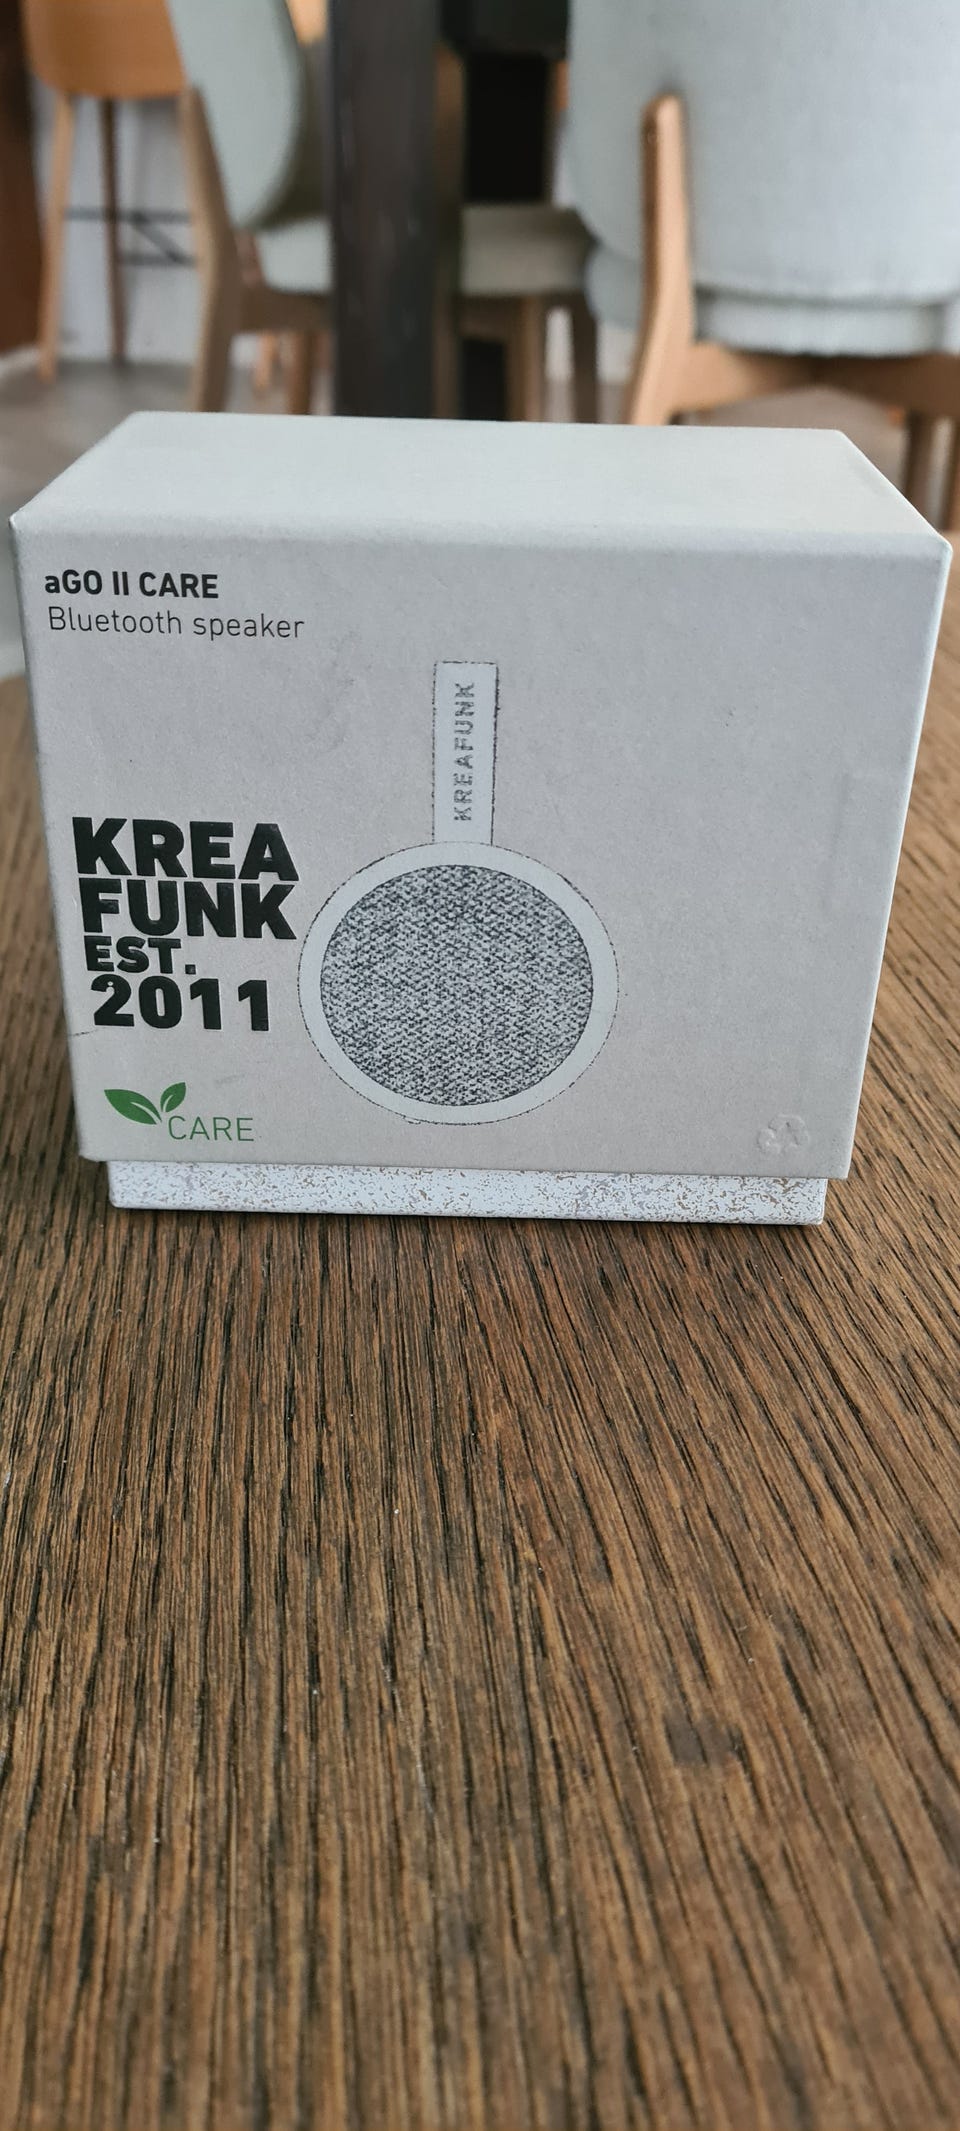 aGO II CARE
Bluetooth speaker
KREAFUNK
KREA
FUNK
EST.
2011
CARE